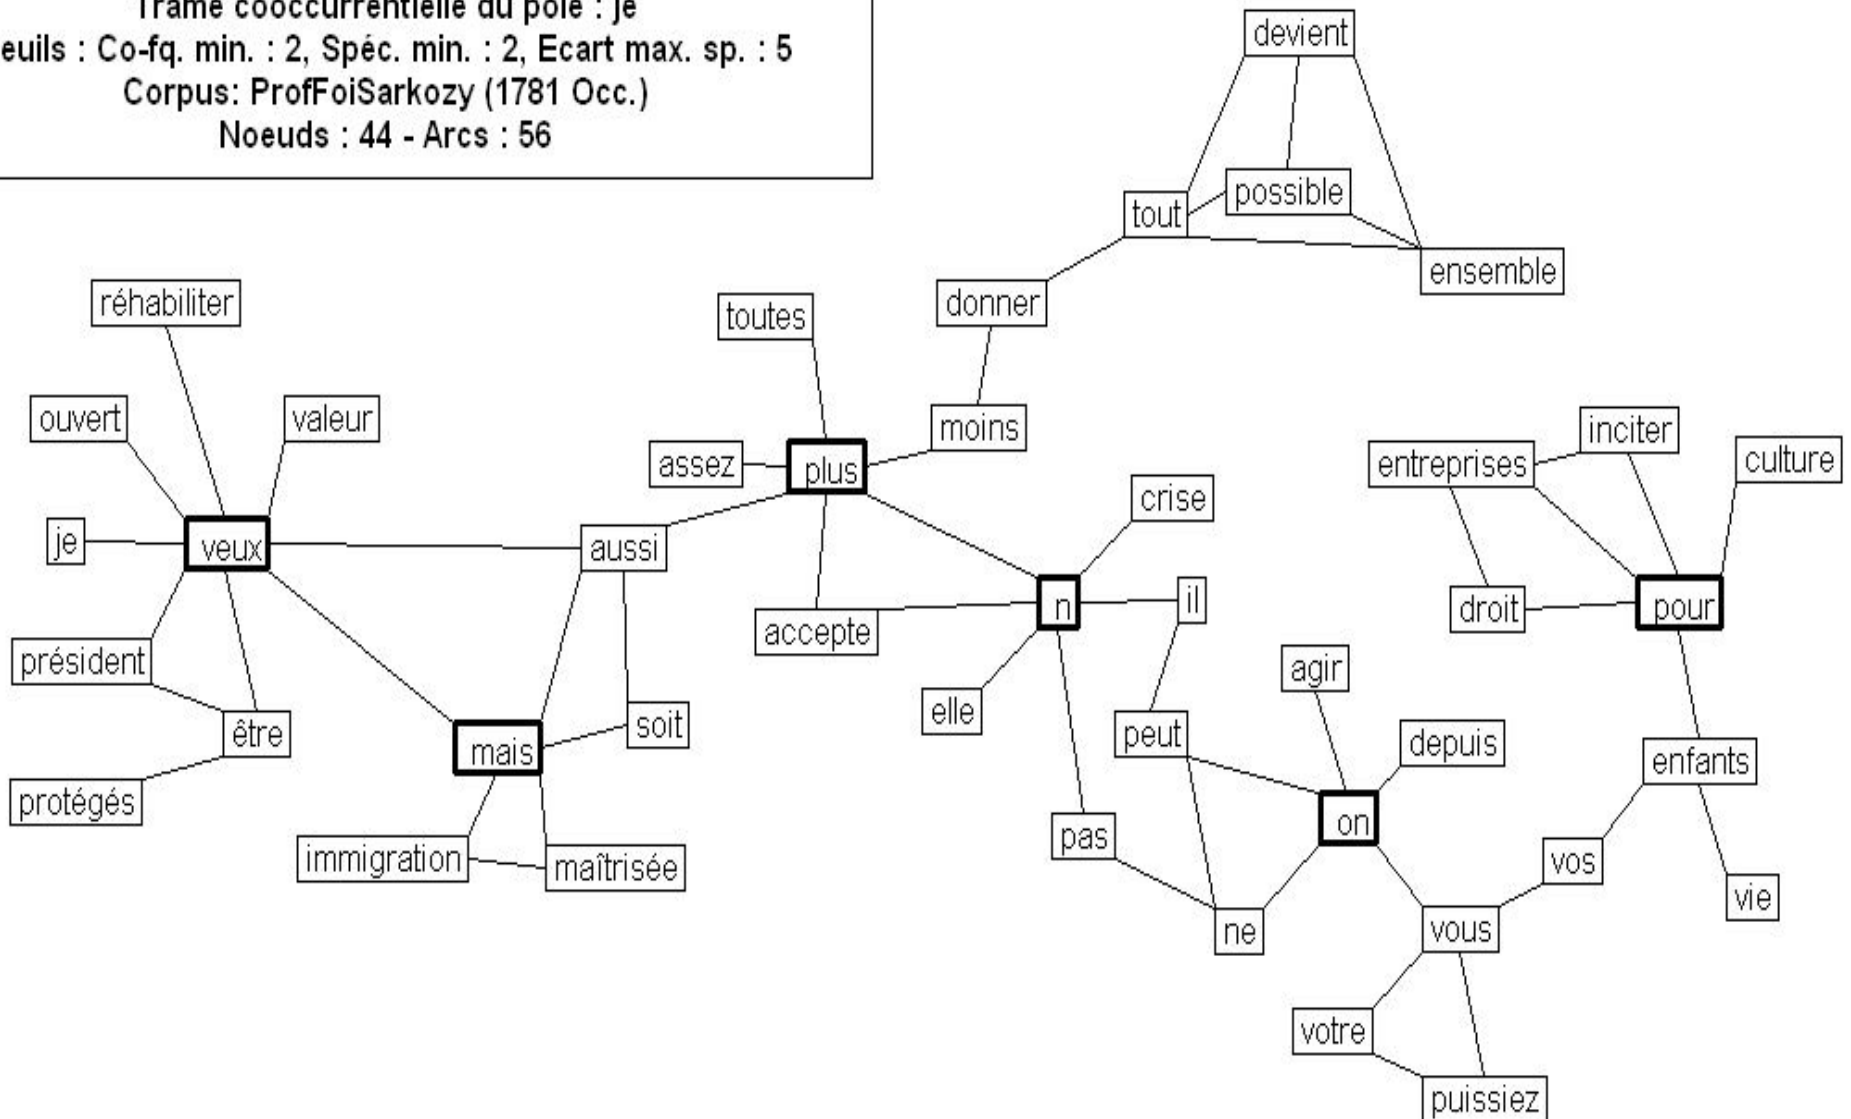 Trame cooccurrentielle du pôle : je
euils : Co-fq. min. : 2, Spéc. min. : 2, Ecart max. sp. : 5
Corpus: ProfFoiSarkozy (1781 Occ.)
Noeuds : 44 - Arcs : 56
devient
possible
tout
ensemble
réhabiliter
toutes
donner
ouvert
valeur
moins
inciter
assez
plus
entreprises
culture
crise
je
veux
aussi
n
il
pour
droit
accepte
président
agir
elle
soit
être
mais
peut
depuis
enfants
protégés
on
pas
immigration
maîtrisée
vos
vie
ne
vous
votre
puissiez